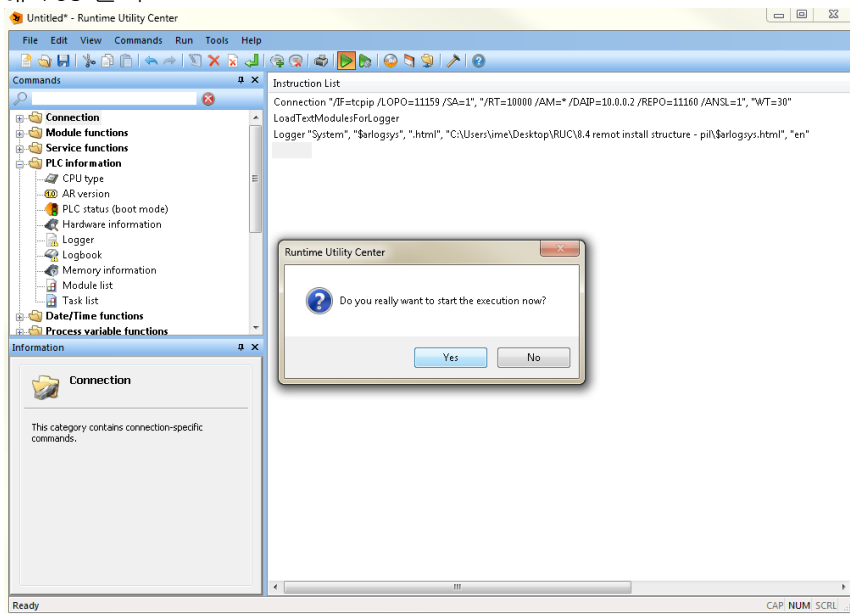 Untitled* - Runtime Utility Center
File Edit View Commands Run Tools Help
Commands
Connection
Module functions
Service functions
PLC information
CPU type
AR version
PLC status (boot mode)
Hardware information
Logger
Logbook
Memory information
Module list
Task list
Date/Time functions
Process variable functions
Information
Connection
This category contains connection-specific
commands.
Instruction List
Connection "/IF=tcpip /LOPO=11159 /SA=1", "/RT=10000 /AM=* /DAIP=10.0.0.2 /REPO=11160 /ANSL=1", "WT=30"
LoadTextModulesForLogger
Logger "System", "$arlogsys", ".html", "C:\Users\ime\Desktop\RUC\8.4 remot install structure - pil\$arlogsys.html", "en"
Runtime Utility Center
Do you really want to start the execution now?
Yes No
Ready
CAP NUM SCRL